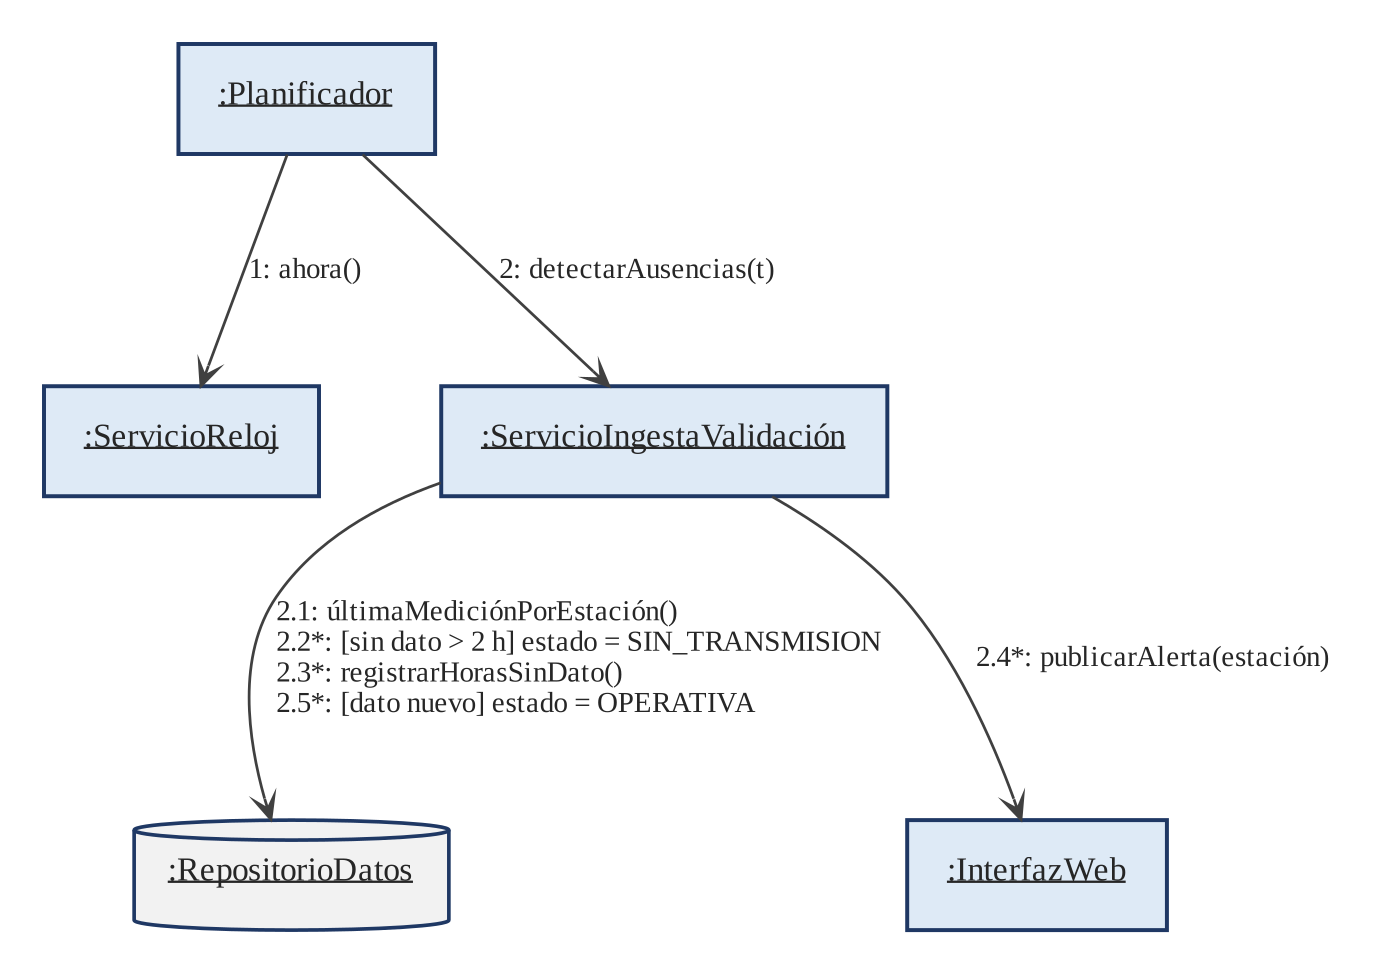 :Planificador
1: ahora()
2: detectarAusencias(t)
:ServicioReloj
:ServicioIngestaValidación
2.1: últimaMediciónPorEstación()
2.2*: [sin dato > 2 h] estado = SIN_TRANSMISION
2.3*: registrarHorasSinDato()
2.5*: [dato nuevo] estado = OPERATIVA
2.4*: publicarAlerta(estación)
:RepositorioDatos
:InterfazWeb